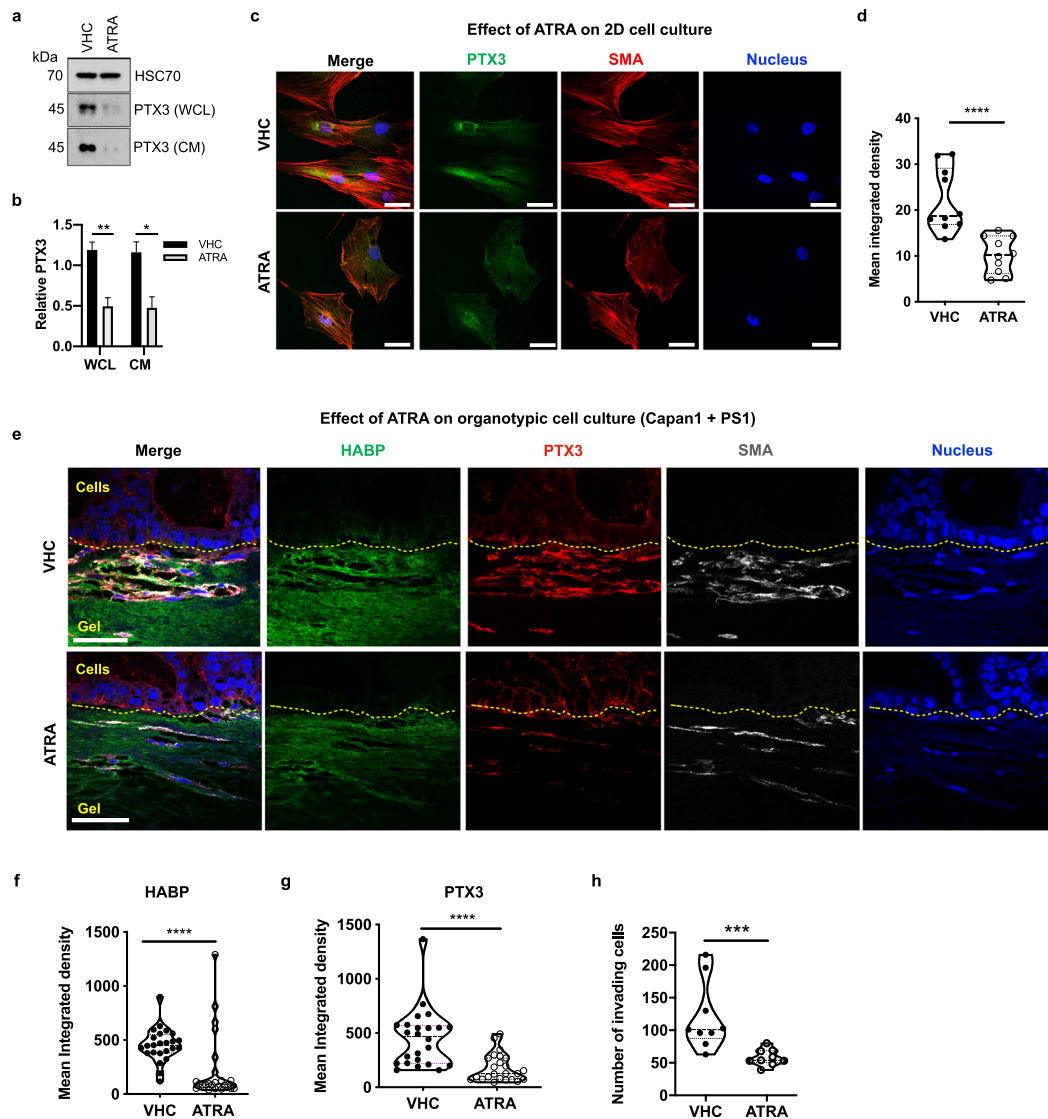 a
VHC
ATRA
kDa
70
HSC70
45
PTX3 (WCL)
45
PTX3 (CM)
b
Relative PTX3
1.5
1.0
0.5
0.0
**
*
VHC
ATRA
WCL
CM
c
Effect of ATRA on 2D cell culture
Merge
PTX3
SMA
Nucleus
VHC
ATRA
d
Mean integrated density
****
40
30
20
10
0
VHC
ATRA
Effect of ATRA on organotypic cell culture (Capan1 + PS1)
e
Merge
HABP
PTX3
SMA
Nucleus
VHC
Cells
Gel
ATRA
Cells
Gel
f
HABP
Mean Integrated density
****
1500
1000
500
0
VHC
ATRA
g
PTX3
Mean Integrated density
****
1500
1000
500
0
VHC
ATRA
h
Number of invading cells
***
250
200
150
100
50
0
VHC
ATRA